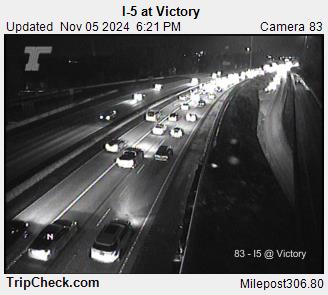 I-5 at Victory
Updated  Nov 05 2024  6:21 PM  Camera 83
T
N
83 - I5 @ Victory
TripCheck.com  Milepost306.80